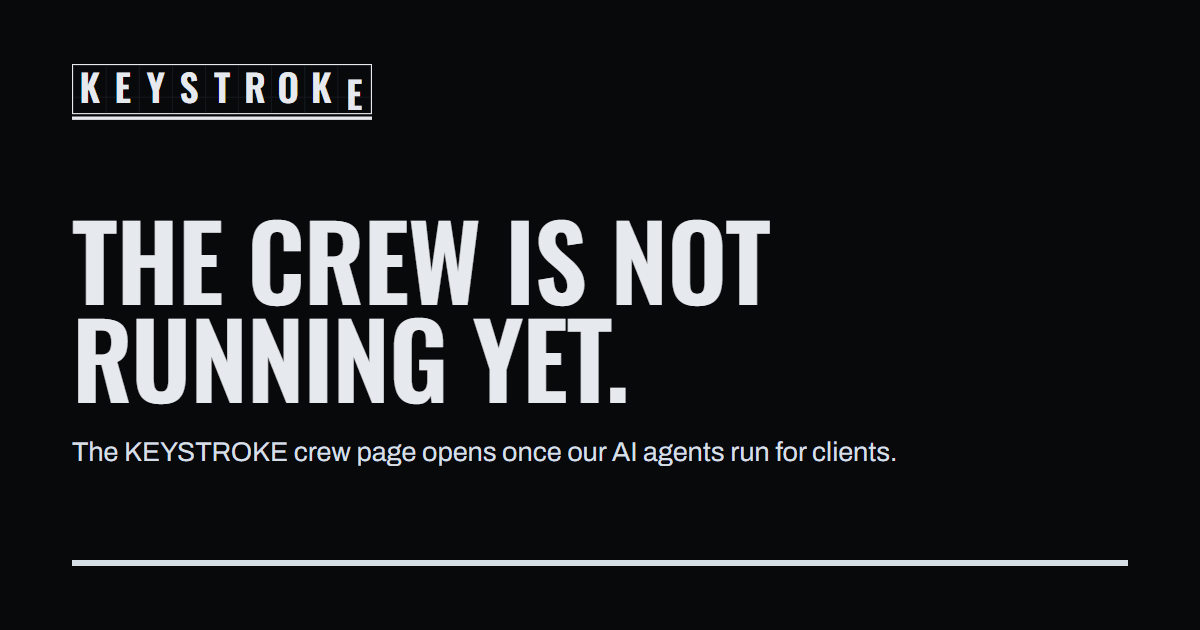 KEYSTROKE
THE CREW IS NOT
RUNNING YET.
The KEYSTROKE crew page opens once our AI agents run for clients.